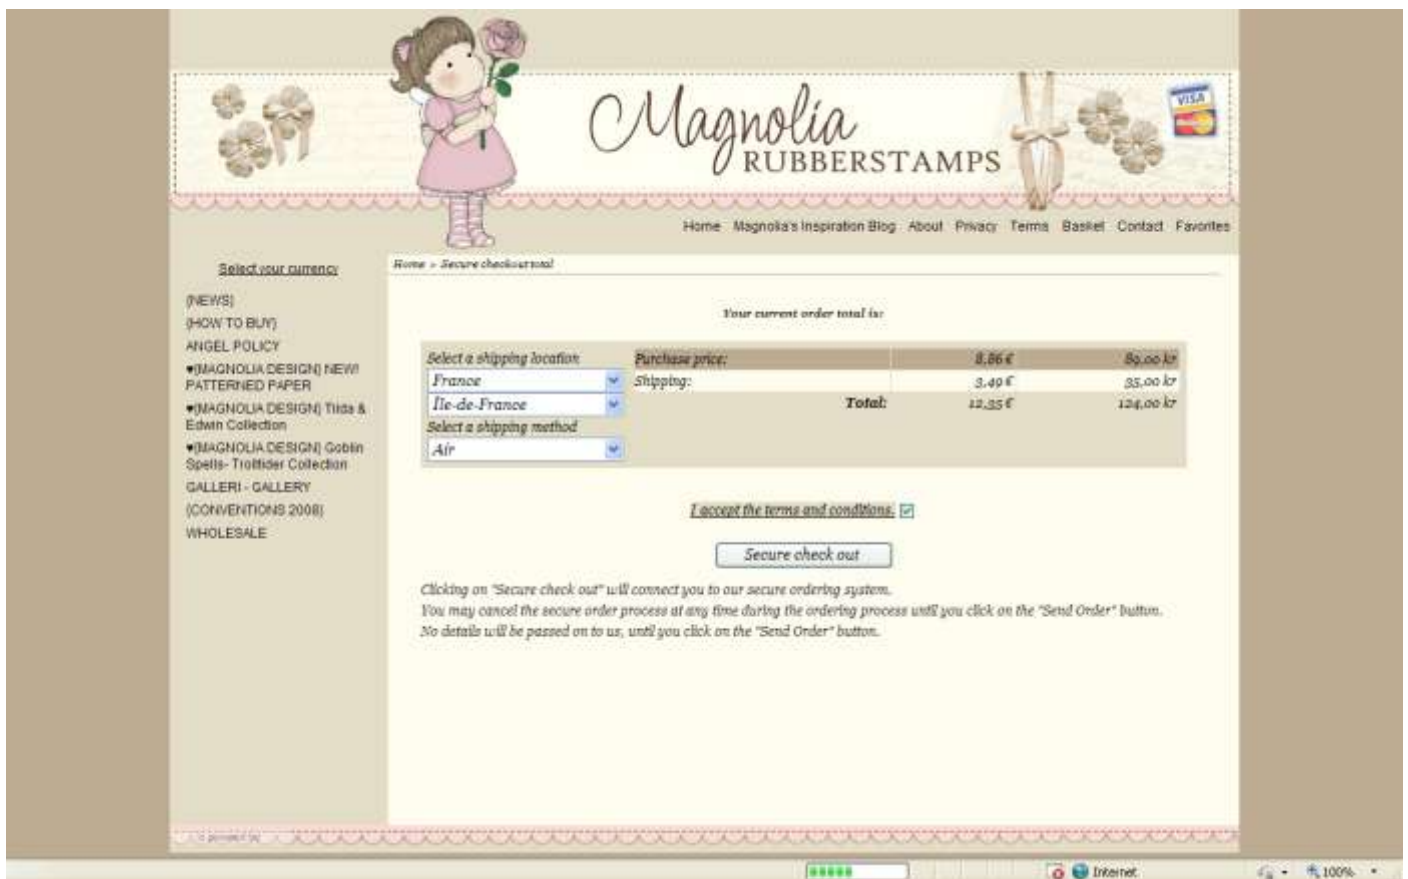 VISA
Magnolia
RUBBERSTAMPS
Home Magnolia's Inspiration Blog About Privacy Terms Basket Contact Favorites
Select your currency
{NEWS}
{HOW TO BUY}
ANGEL POLICY
♥{MAGNOLIA DESIGN} NEW!
PATTERNED PAPER
♥{MAGNOLIA DESIGN} Tilda &
Edwin Collection
♥{MAGNOLIA DESIGN} Goblin
Spells- Trollfider Collection
GALLERI - GALLERY
{CONVENTIONS 2008}
WHOLESALE
Home > Secure checkout total
Your current order total is:
Select a shipping location
France
Île-de-France
Select a shipping method
Air
Purchase price: 8,86 € 89,00 kr
Shipping: 3,49 € 35,00 kr
Total: 12,35 € 124,00 kr
I accept the terms and conditions.
Secure check out
Clicking on "Secure check out" will connect you to our secure ordering system.
You may cancel the secure order process at any time during the ordering process until you click on the "Send Order" button.
No details will be passed on to us, until you click on the "Send Order" button.
Internet
100%